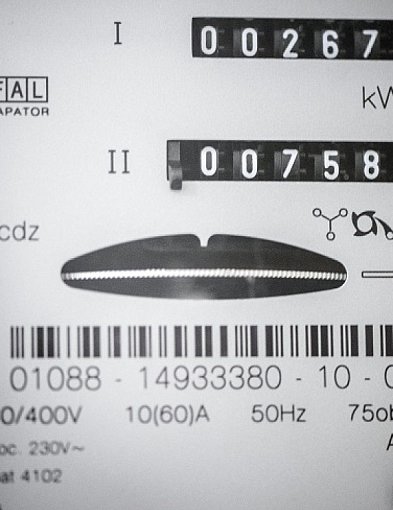 I 00267
FAL
APATOR
kW
II 00758
cdz
01088 - 14933380 - 10 - 0
0/400V 10(60)A 50Hz 75ob
oc. 230V~
at 4102